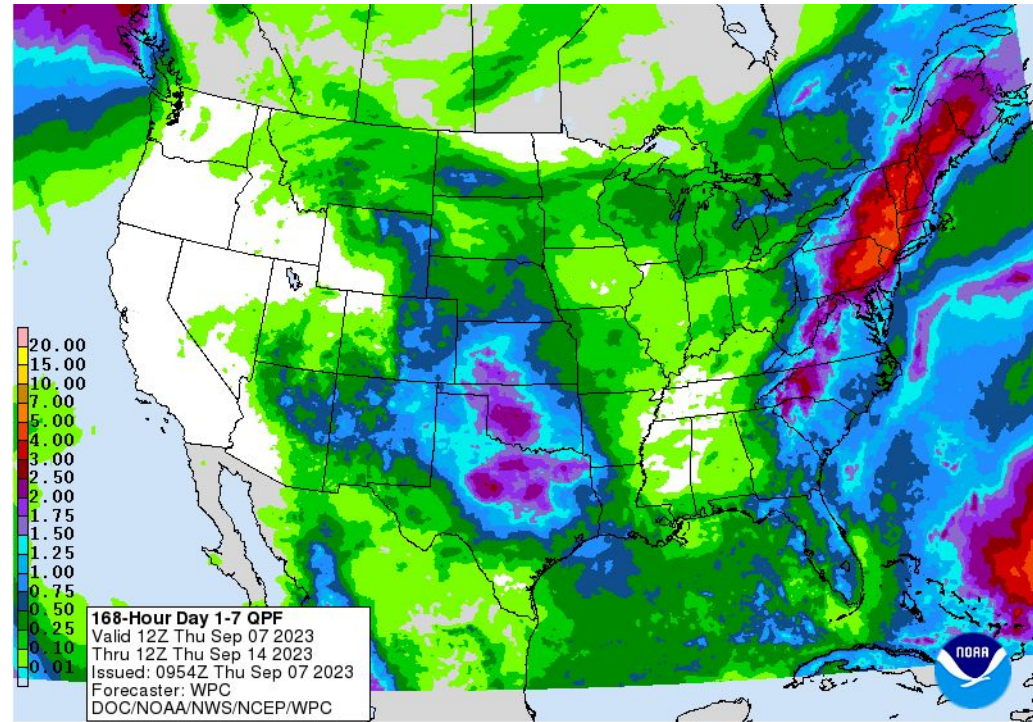 20.00
15.00
10.00
7.00
5.00
4.00
3.00
2.50
2.00
1.75
1.50
1.25
1.00
0.75
0.50
0.25
0.10
0.01
168-Hour Day 1-7 QPF
Valid 12Z Thu Sep 07 2023
Thru 12Z Thu Sep 14 2023
Issued: 0954Z Thu Sep 07 2023
Forecaster: WPC
DOC/NOAA/NWS/NCEP/WPC
NOAA